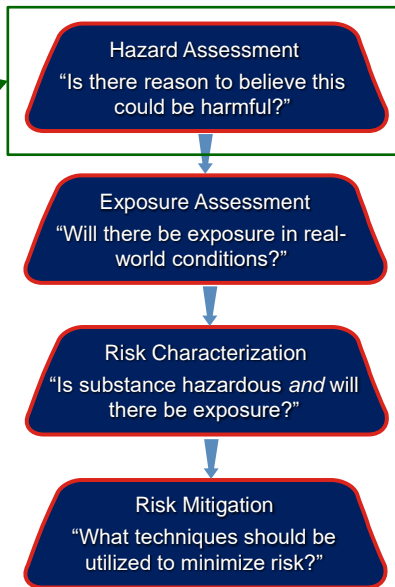 Hazard Assessment
“Is there reason to believe this
could be harmful?”
Exposure Assessment
“Will there be exposure in real-
world conditions?”
Risk Characterization
“Is substance hazardous and will
there be exposure?”
Risk Mitigation
“What techniques should be
utilized to minimize risk?”